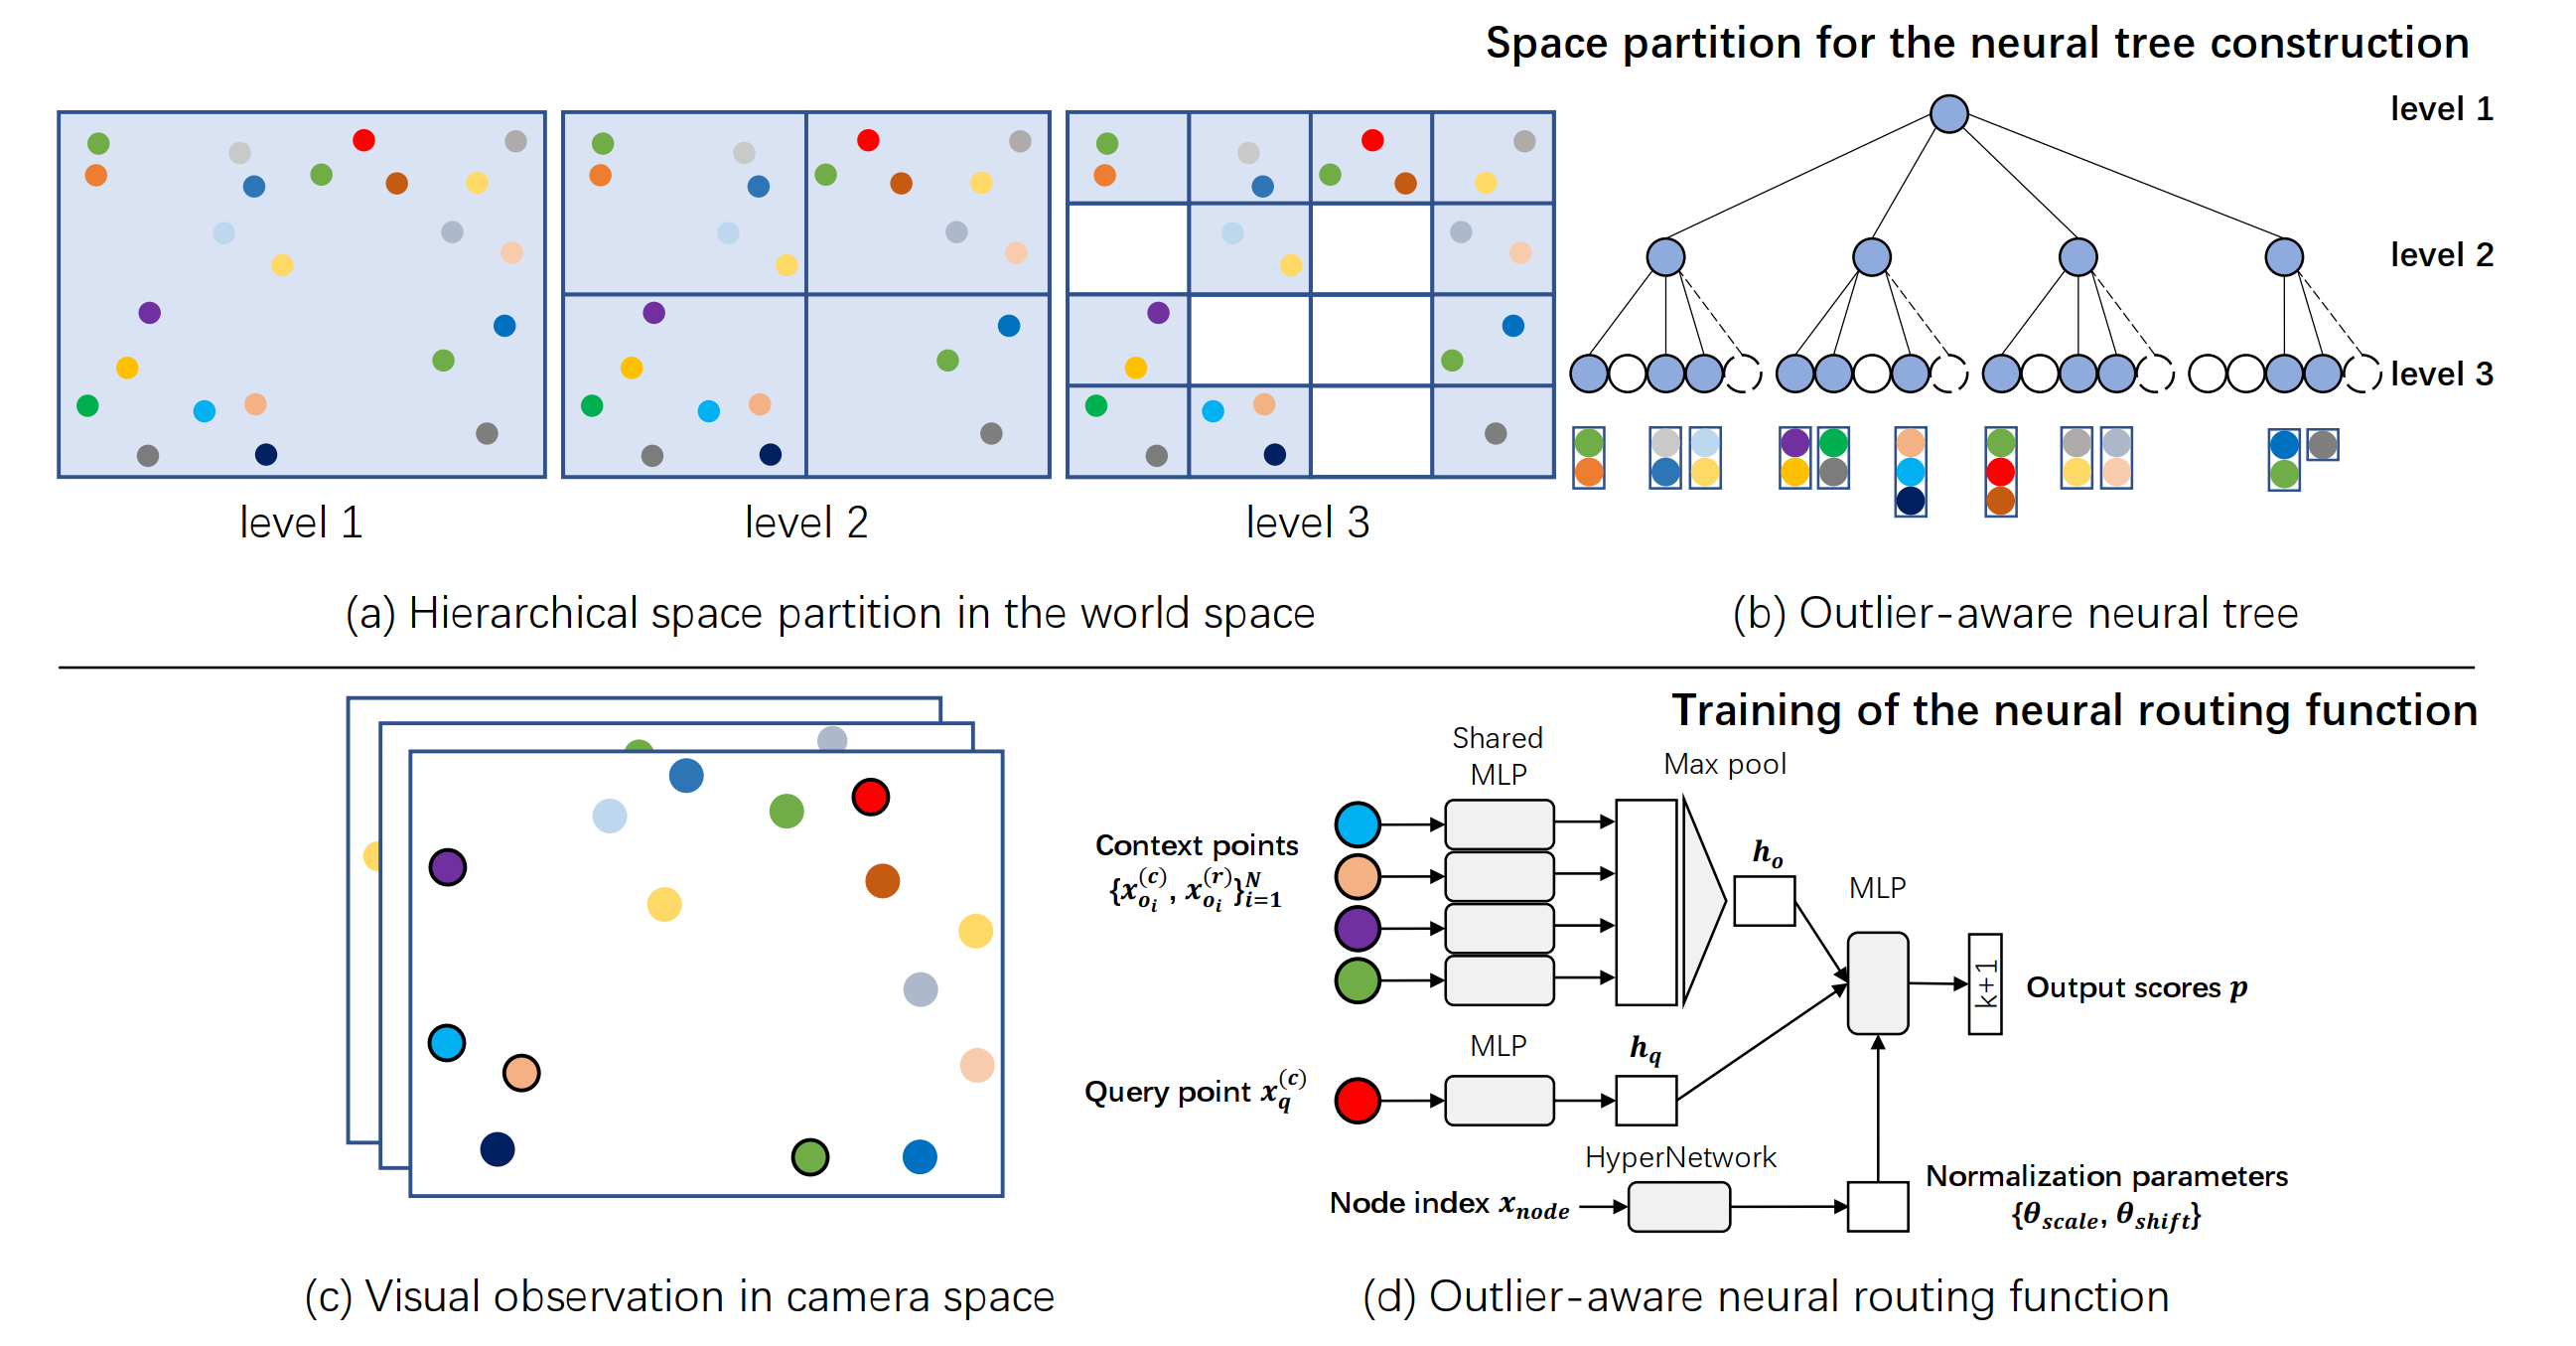 Space partition for the neural tree construction
level 1
level 2
level 3
level 1
level 2
level 3
(a) Hierarchical space partition in the world space
(b) Outlier-aware neural tree
Training of the neural routing function
Shared
MLP
Max pool
Context points
{x_{o_i}^{(c)}, x_{o_i}^{(r)}}_{i=1}^{N}
h_o
MLP
k+1
Output scores p
MLP
h_q
Query point x_q^{(c)}
HyperNetwork
Node index x_{node}
Normalization parameters
{θ_{scale}, θ_{shift}}
(c) Visual observation in camera space
(d) Outlier-aware neural routing function